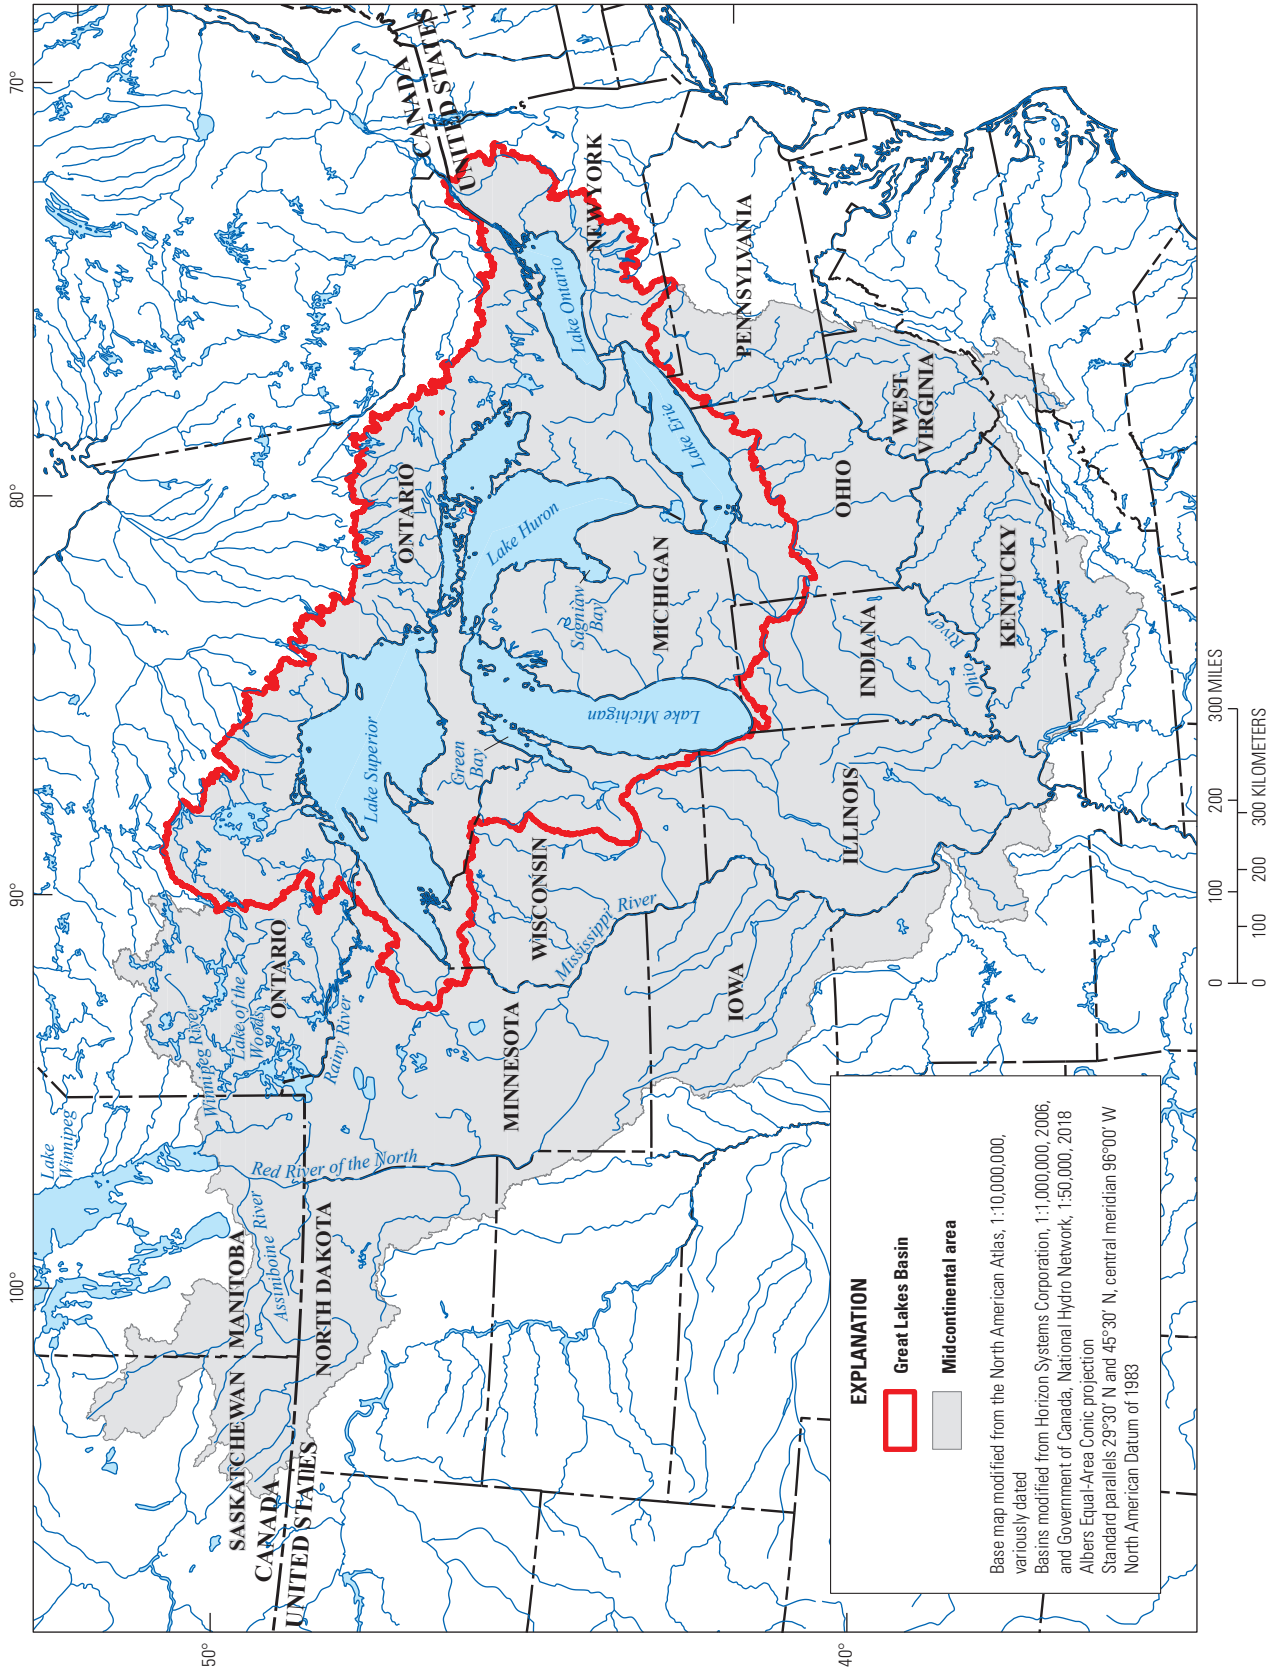 70°
80°
90°
100°
50°
40°
CANADA
UNITED STATES
NEW YORK
PENNSYLVANIA
Lake Ontario
Lake Erie
WEST
VIRGINIA
OHIO
ONTARIO
Lake Huron
Saginaw
Bay
MICHIGAN
KENTUCKY
INDIANA
Ohio River
Lake Michigan
Green
Bay
Lake Superior
ILLINOIS
WISCONSIN
Mississippi River
IOWA
MINNESOTA
ONTARIO
Lake of the
Woods
Winnipeg River
Rainy River
Lake
Winnipeg
Red River of the North
Assiniboine River
MANITOBA
NORTH DAKOTA
SASKATCHEWAN
CANADA
UNITED STATES
EXPLANATION
Great Lakes Basin
Midcontinental area
Base map modified from the North American Atlas, 1:10,000,000,
variously dated
Basins modified from Horizon Systems Corporation, 1:1,000,000, 2006,
and Government of Canada, National Hydro Network, 1:50,000, 2018
Albers Equal-Area Conic projection
Standard parallels 29°30′ N and 45°30′ N, central meridian 96°00′ W
North American Datum of 1983
0 100 200 300 MILES
0 100 200 300 KILOMETERS